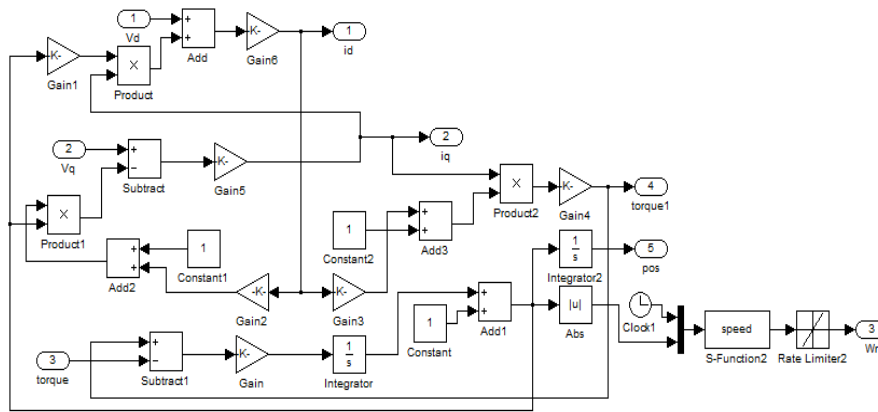 1
Vd
+
+
Add
K-
Gain6
1
id
K-
Gain1
X
Product
2
Vq
+
−
Subtract
K-
Gain5
2
iq
X
Product1
X
Product2
K-
Gain4
4
torque1
+
+
Add2
1
Constant1
1
Constant2
+
+
Add3
-K-
Gain2
K-
Gain3
1
s
Integrator2
5
pos
3
torque
+
−
Subtract1
K-
Gain
1
s
Integrator
1
Constant
+
+
Add1
|u|
Abs
Clock1
speed
S-Function2
Rate Limiter2
3
Wr